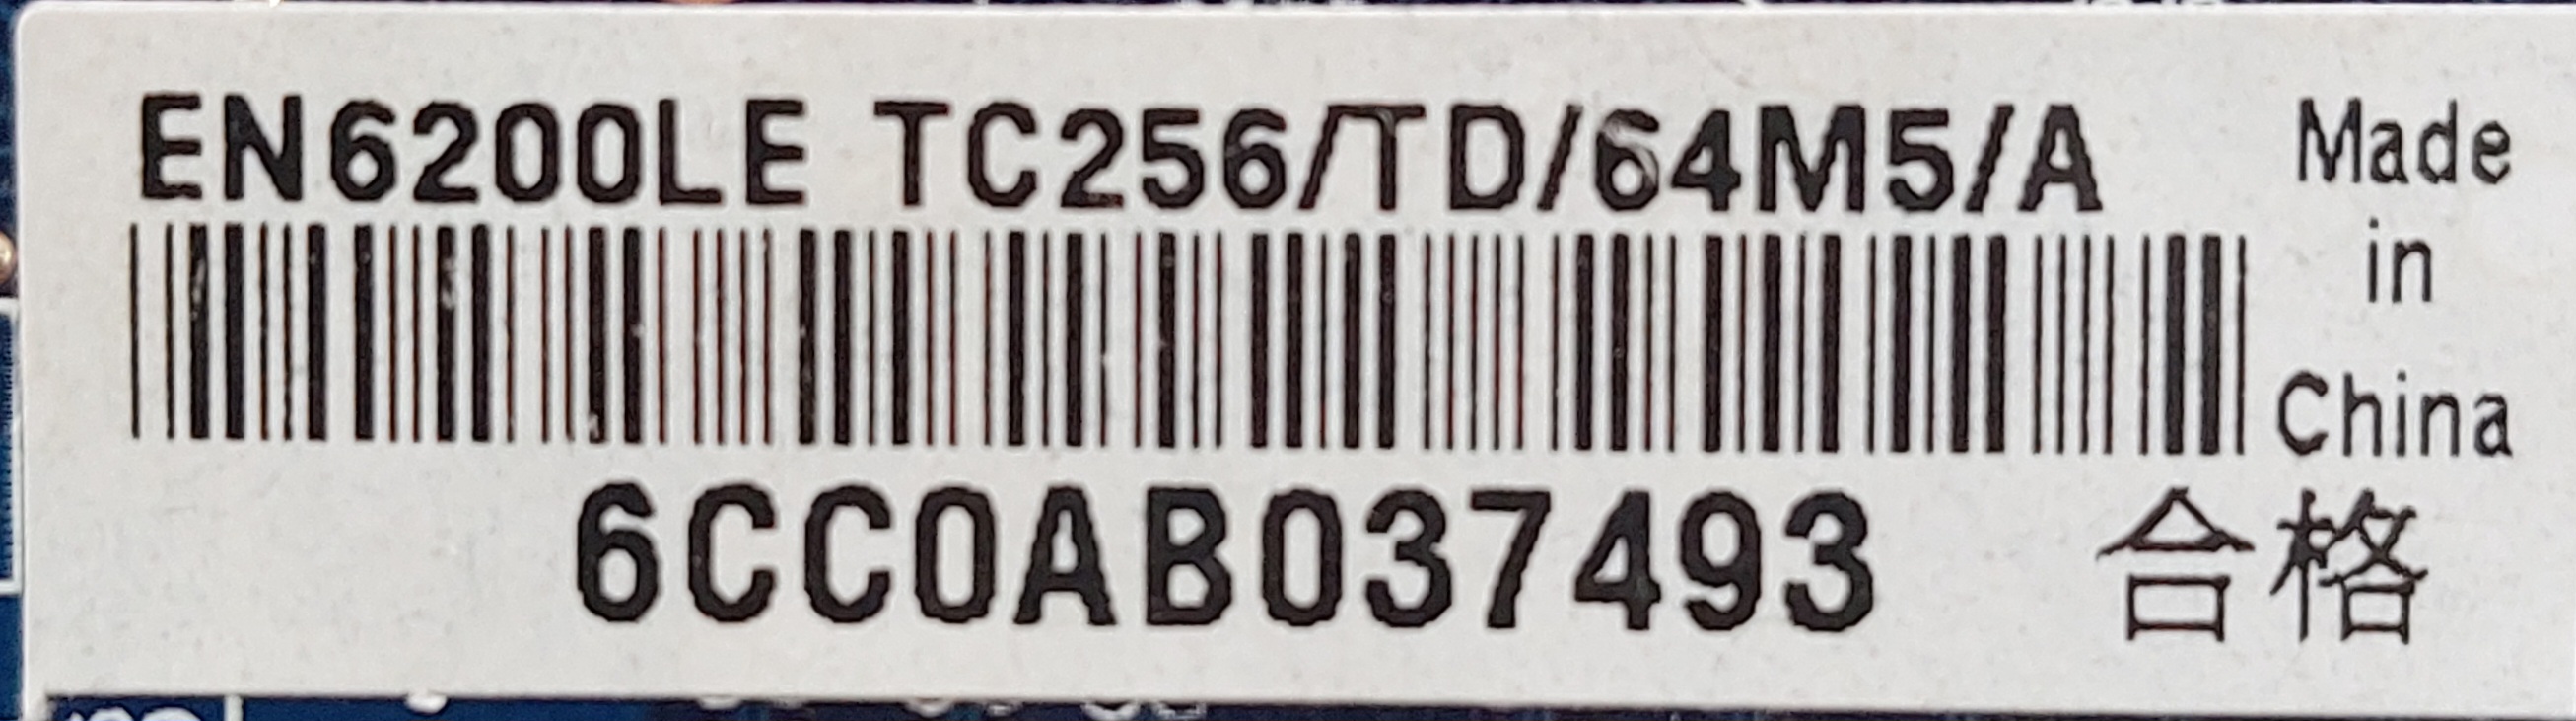 EN6200LE TC256/TD/64M5/A
Made
in
China
6CC0AB037493
合格